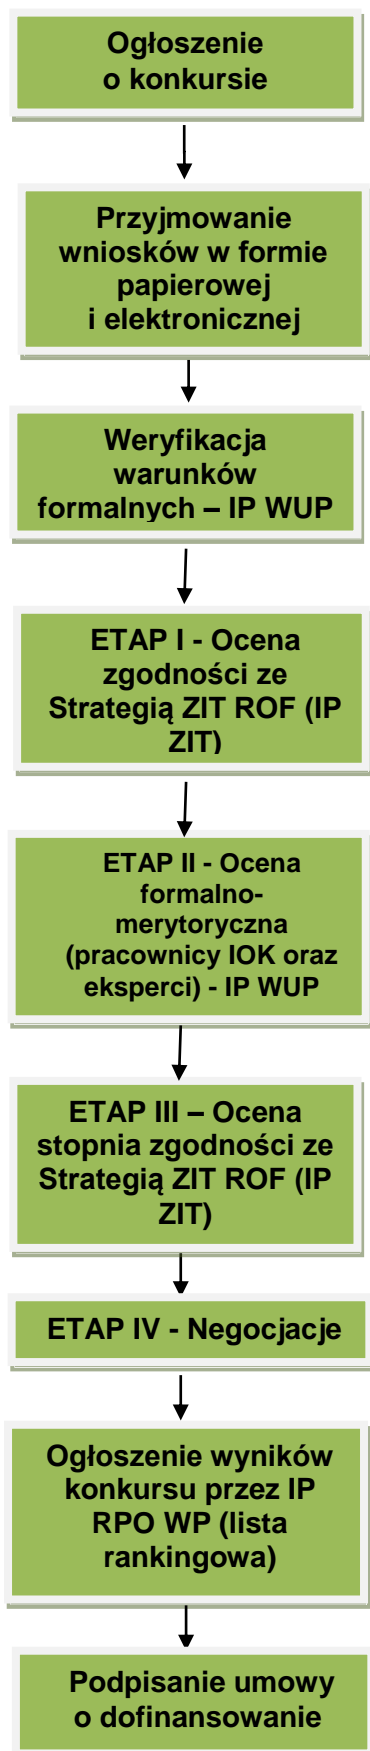 Ogłoszenie
o konkursie
Przyjmowanie
wniosków w formie
papierowej
i elektronicznej
Weryfikacja
warunków
formalnych – IP WUP
ETAP I - Ocena
zgodności ze
Strategią ZIT ROF (IP
ZIT)
ETAP II - Ocena
formalno-
merytoryczna
(pracownicy IOK oraz
eksperci) - IP WUP
ETAP III – Ocena
stopnia zgodności ze
Strategią ZIT ROF (IP
ZIT)
ETAP IV - Negocjacje
Ogłoszenie wyników
konkursu przez IP
RPO WP (lista
rankingowa)
Podpisanie umowy
o dofinansowanie